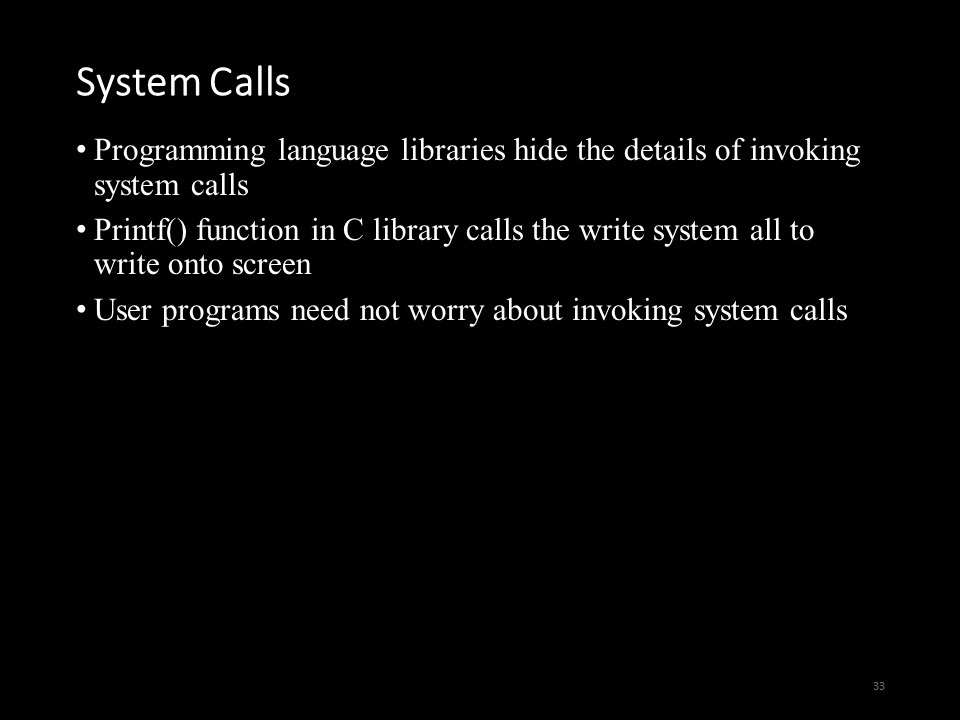 System Calls
• Programming language libraries hide the details of invoking
system calls
• Printf() function in C library calls the write system all to
write onto screen
• User programs need not worry about invoking system calls
33